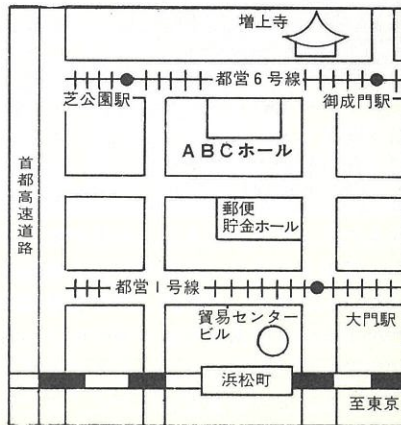 増上寺
都営6号線
芝公園駅
御成門駅
ABCホール
首都高速道路
郵便
貯金ホール
都営1号線
貿易センター
ビル
大門駅
浜松町
至東京